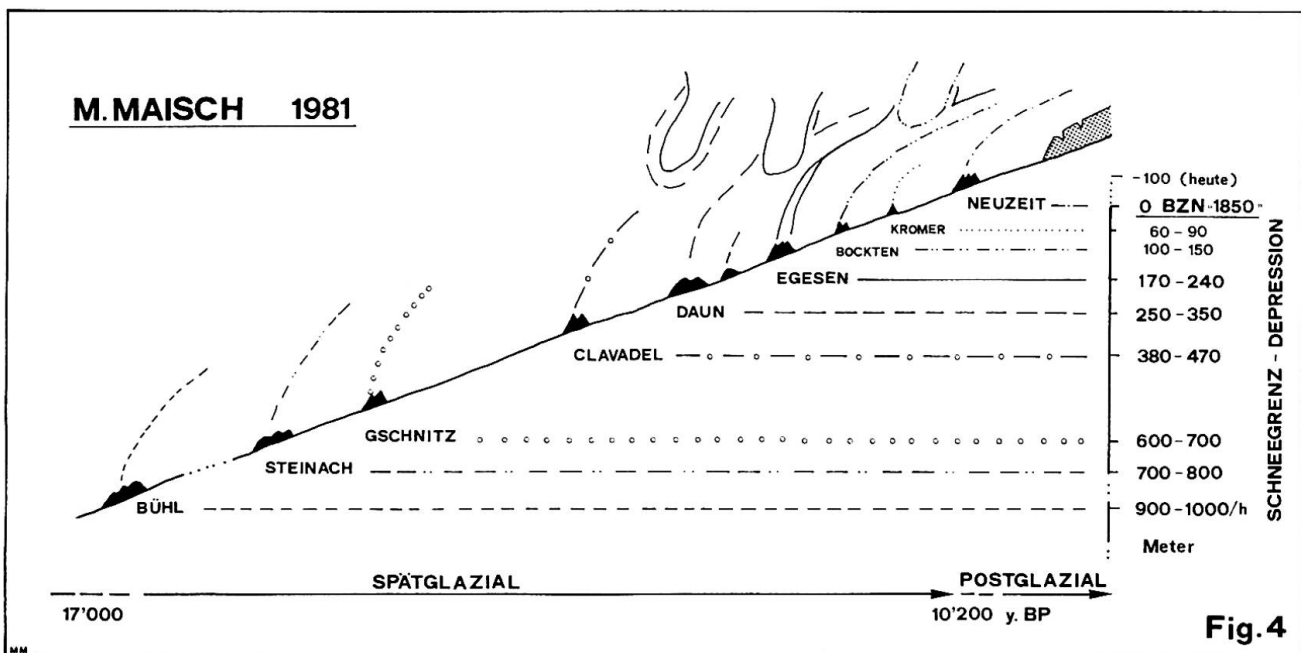 M. MAISCH 1981
-100 (heute)
NEUZEIT 0 BZN "1850"
KROMER 60 - 90
BOCKTEN 100 - 150
EGESEN 170 - 240
DAUN 250 - 350
CLAVADEL 380 - 470
GSCHNITZ 600 - 700
STEINACH 700 - 800
BÜHL 900 - 1000/h
Meter
SCHNEEGRENZ - DEPRESSION
SPÄTGLAZIAL POSTGLAZIAL
17'000 10'200 y. BP
Fig. 4
MM